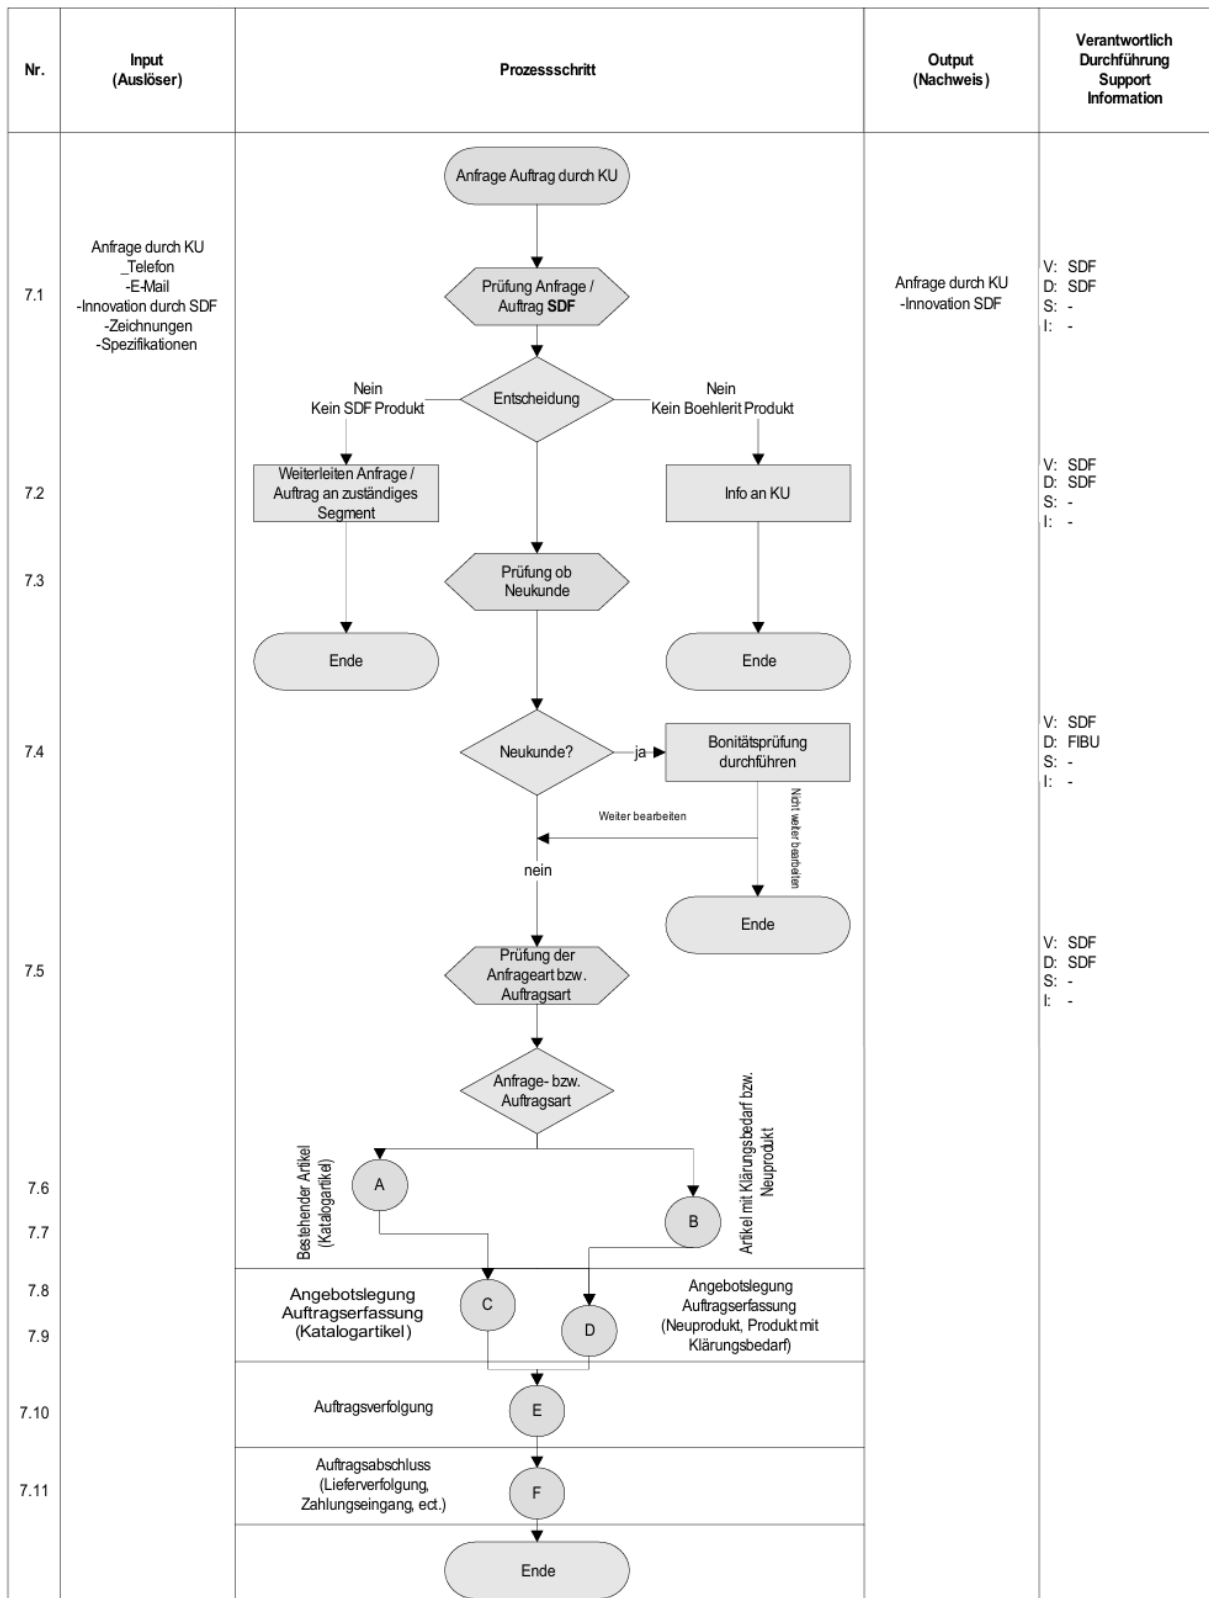 Nr.
Input
(Auslöser)
Prozessschritt
Output
(Nachweis)
Verantwortlich
Durchführung
Support
Information
Anfrage Auftrag durch KU
7.1
Anfrage durch KU
_Telefon
-E-Mail
-Innovation durch SDF
-Zeichnungen
-Spezifikationen
Prüfung Anfrage /
Auftrag SDF
Anfrage durch KU
-Innovation SDF
V: SDF
D: SDF
S: -
I: -
Entscheidung
Nein
Kein SDF Produkt
Nein
Kein Boehlerit Produkt
7.2
Weiterleiten Anfrage /
Auftrag an zuständiges
Segment
Info an KU
V: SDF
D: SDF
S: -
I: -
7.3
Prüfung ob
Neukunde
Ende
Ende
7.4
Neukunde?
ja
Bonitätsprüfung
durchführen
V: SDF
D: FIBU
S: -
I: -
Weiter bearbeiten
Nicht weiter bearbeiten
nein
Ende
7.5
Prüfung der
Anfrageart bzw.
Auftragsart
V: SDF
D: SDF
S: -
I: -
Anfrage- bzw.
Auftragsart
Bestehender Artikel
(Katalogartikel)
Artikel mit Klärungsbedarf bzw.
Neuprodukt
7.6
A
7.7
B
7.8
Angebotslegung
Auftragserfassung
(Katalogartikel)
C
Angebotslegung
Auftragserfassung
(Neuprodukt, Produkt mit
Klärungsbedarf)
7.9
D
7.10
Auftragsverfolgung
E
7.11
Auftragsabschluss
(Lieferverfolgung,
Zahlungseingang, ect.)
F
Ende